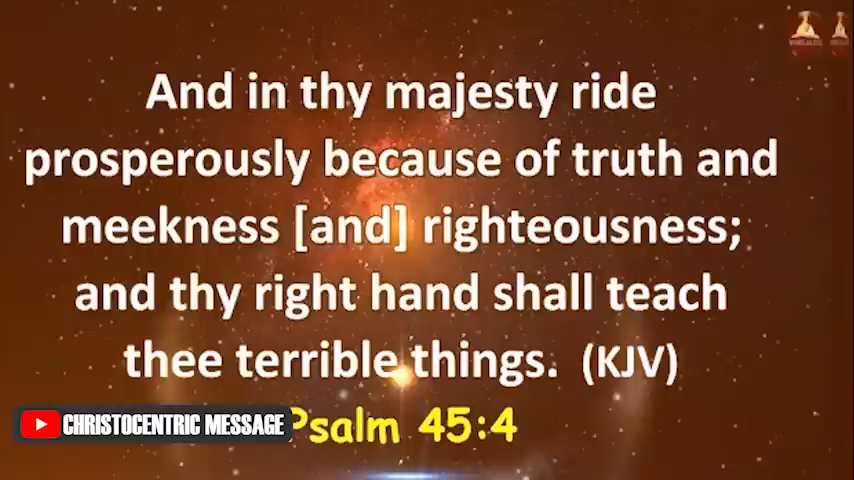 And in thy majesty ride
prosperously because of truth and
meekness [and] righteousness;
and thy right hand shall teach
thee terrible things. (KJV)
CHRISTOCENTRIC MESSAGE
Psalm 45:4